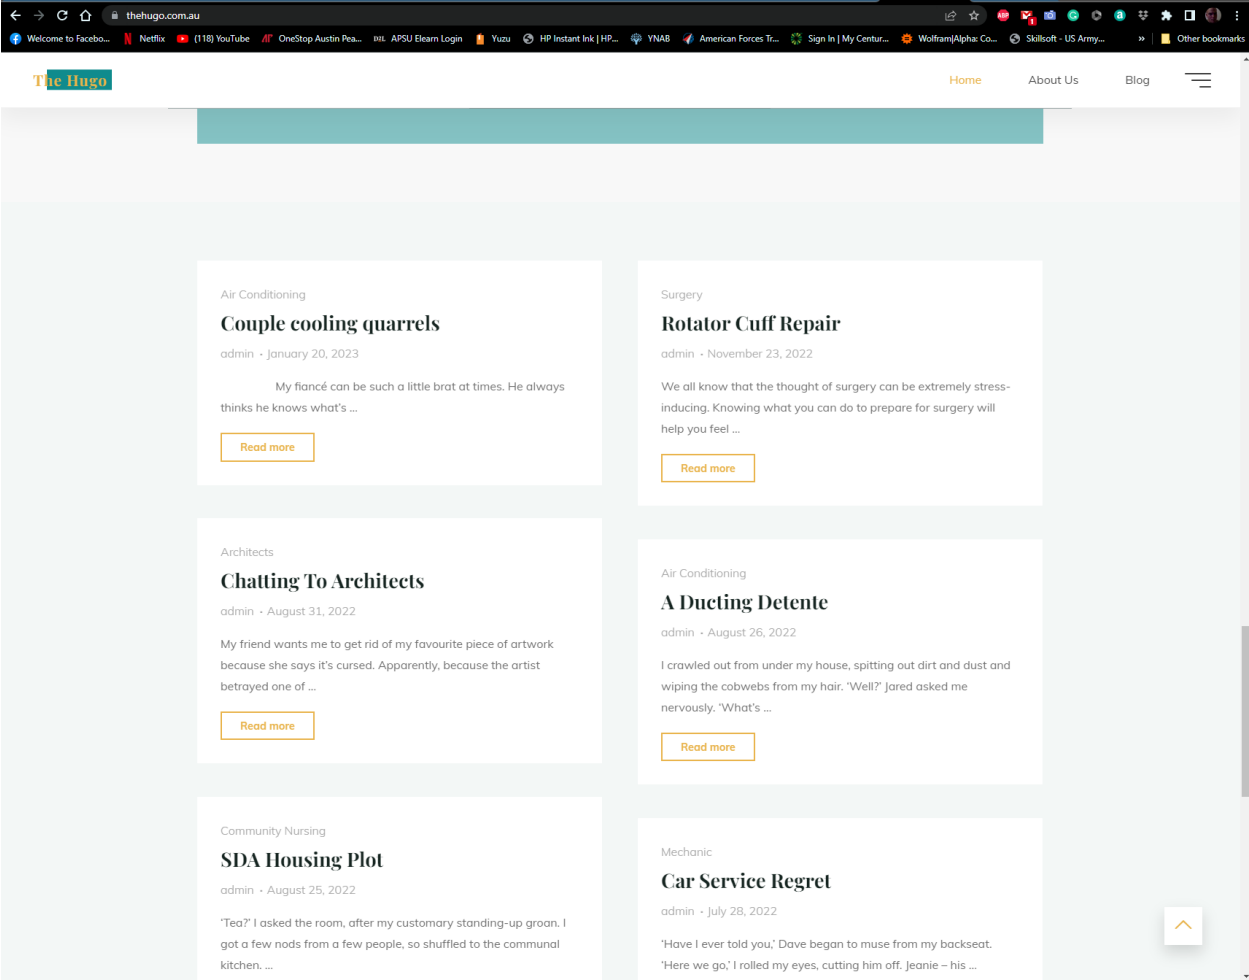 thehugo.com.au
Welcome to Facebo... Netflix (118) YouTube OneStop Austin Pea... D2L APSU Elearn Login Yuzu HP Instant Ink | HP... YNAB American Forces Tr... Sign In | My Centur... Wolfram|Alpha: Co... Skillsoft - US Army... » Other bookmarks
The Hugo
Home About Us Blog
Air Conditioning
Couple cooling quarrels
admin • January 20, 2023
My fiancé can be such a little brat at times. He always
thinks he knows what's ...
Read more
Surgery
Rotator Cuff Repair
admin • November 23, 2022
We all know that the thought of surgery can be extremely stress-
inducing. Knowing what you can do to prepare for surgery will
help you feel ...
Read more
Architects
Chatting To Architects
admin • August 31, 2022
My friend wants me to get rid of my favourite piece of artwork
because she says it's cursed. Apparently, because the artist
betrayed one of ...
Read more
Air Conditioning
A Ducting Detente
admin • August 26, 2022
I crawled out from under my house, spitting out dirt and dust and
wiping the cobwebs from my hair. 'Well?' Jared asked me
nervously. 'What's ...
Read more
Community Nursing
SDA Housing Plot
admin • August 25, 2022
'Tea?' I asked the room, after my customary standing-up groan. I
got a few nods from a few people, so shuffled to the communal
kitchen. ...
Mechanic
Car Service Regret
admin • July 28, 2022
'Have I ever told you,' Dave began to muse from my backseat.
'Here we go,' I rolled my eyes, cutting him off. Jeanie – his ...